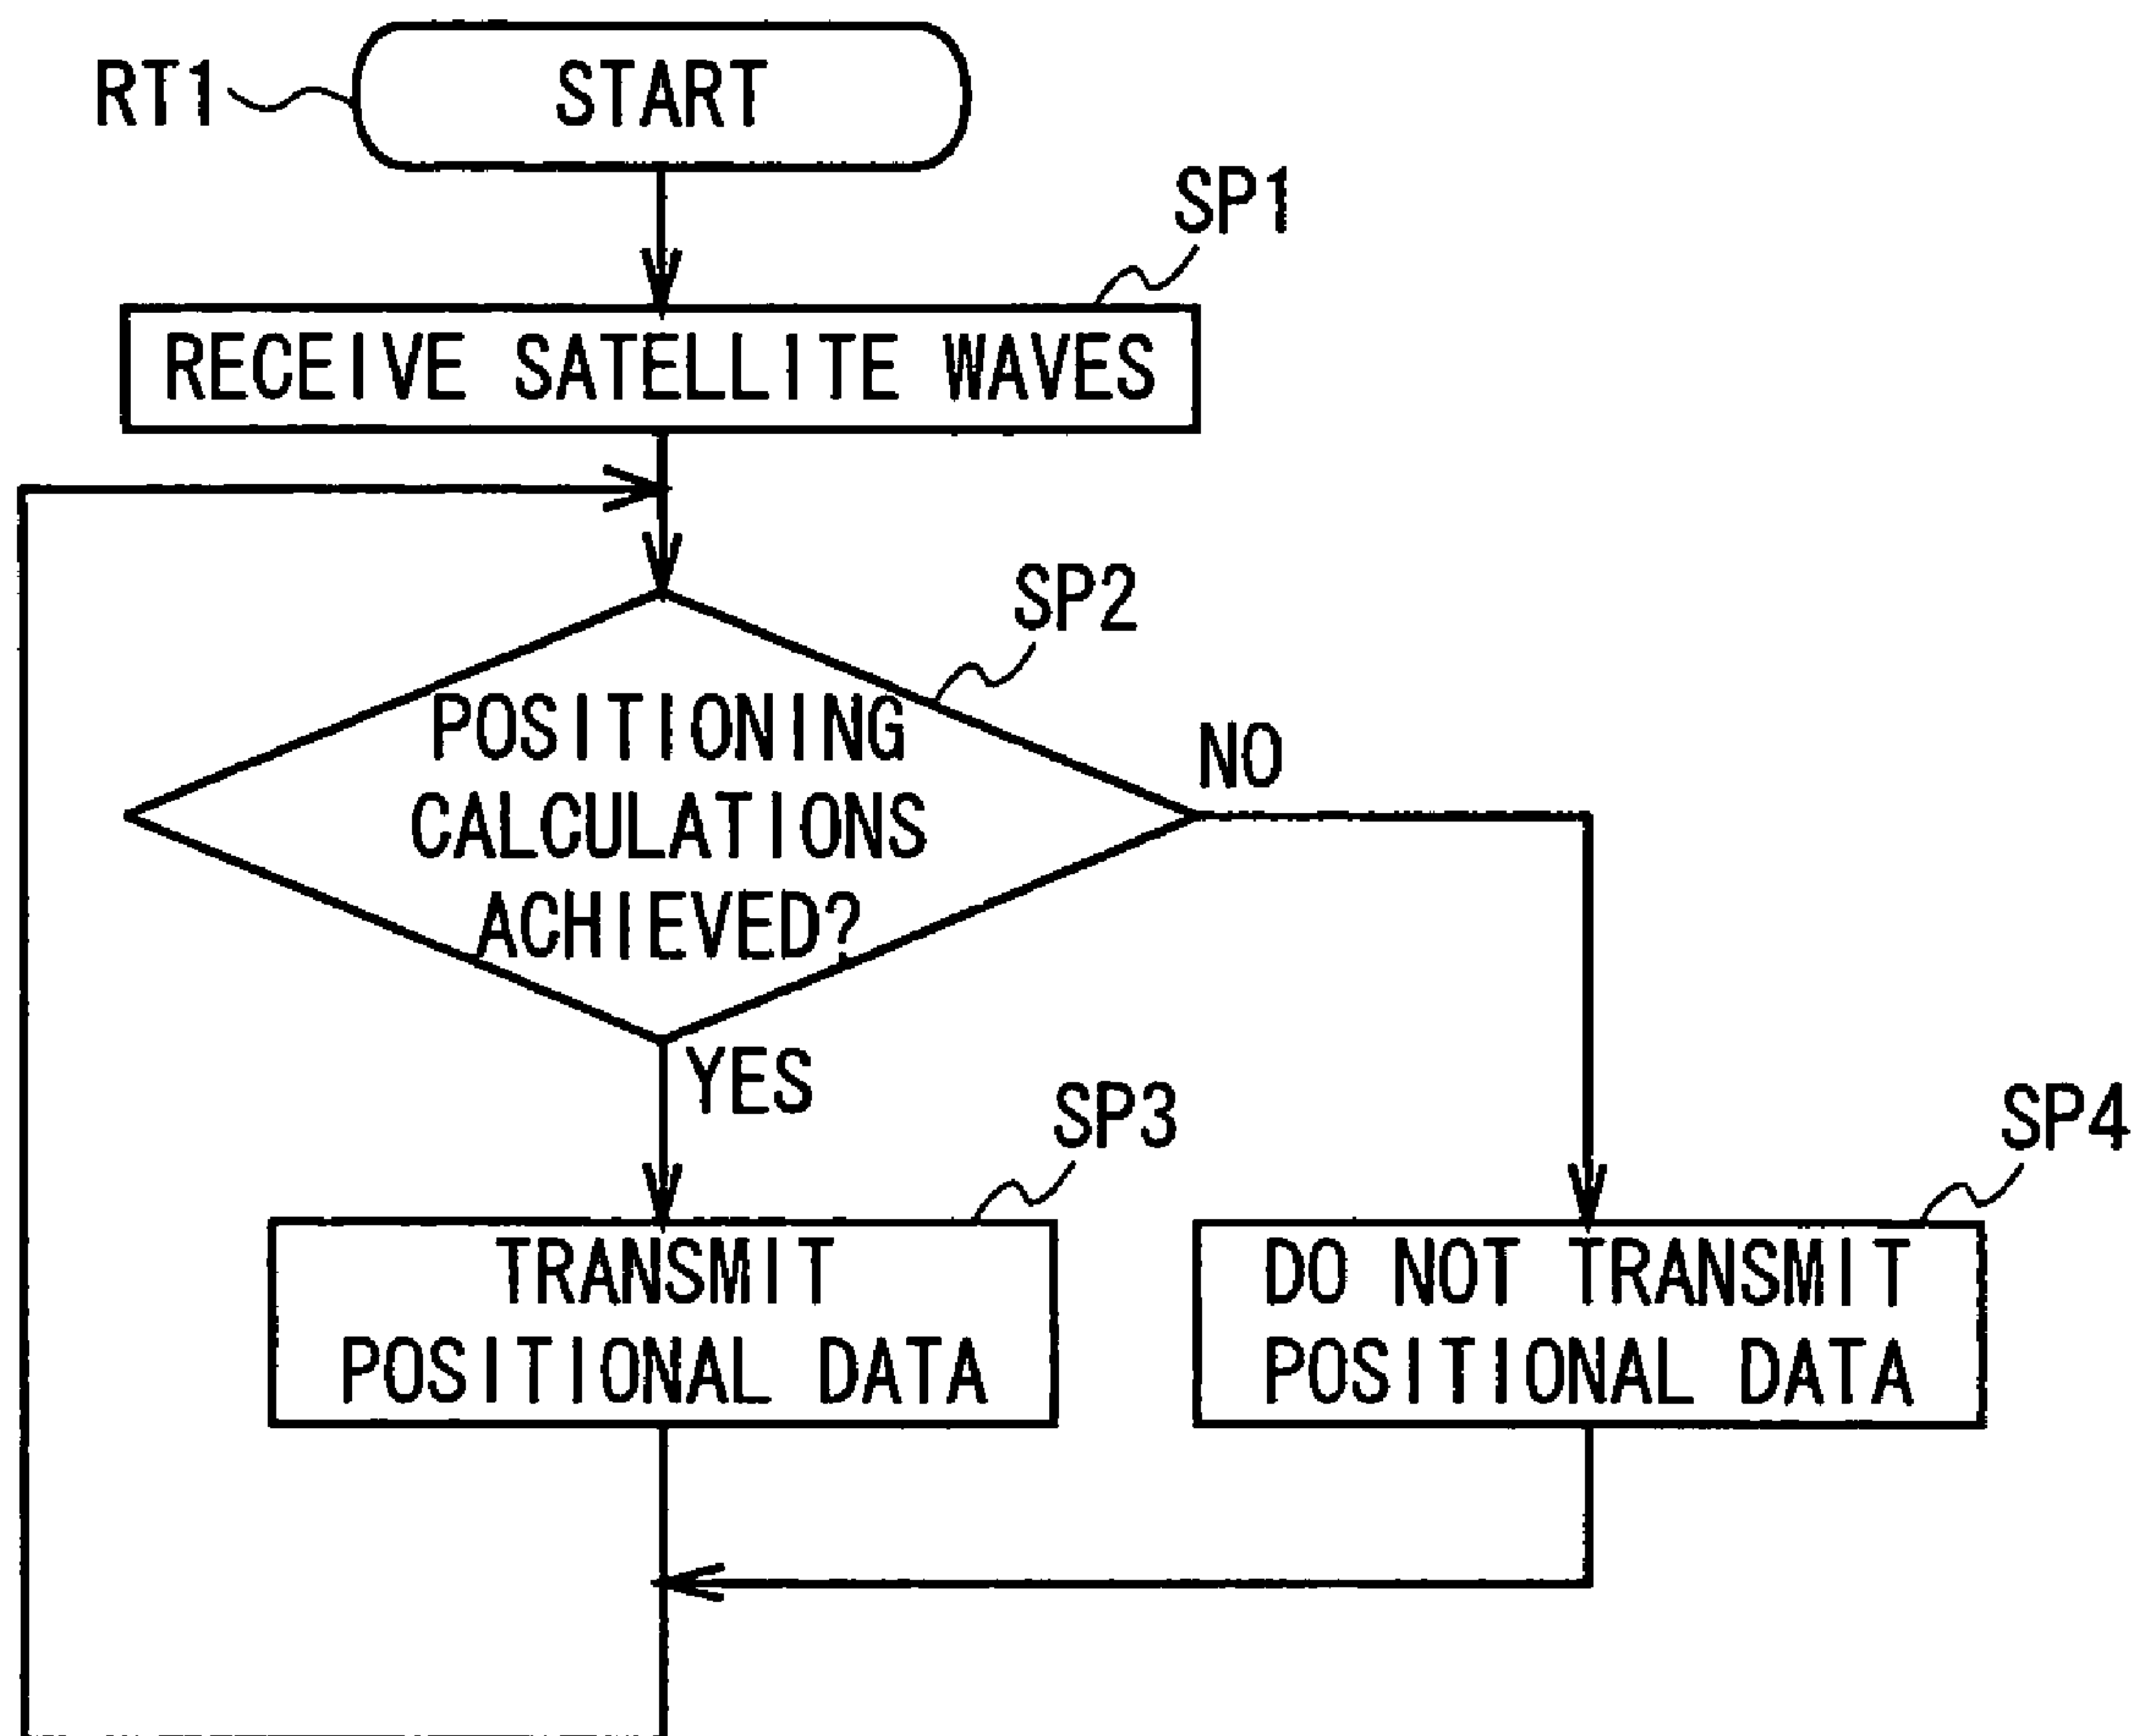 RT1
START
SP1
RECEIVE SATELLITE WAVES
SP2
POSITIONING
CALCULATIONS
ACHIEVED?
NO
YES
SP3
SP4
TRANSMIT
POSITIONAL DATA
DO NOT TRANSMIT
POSITIONAL DATA